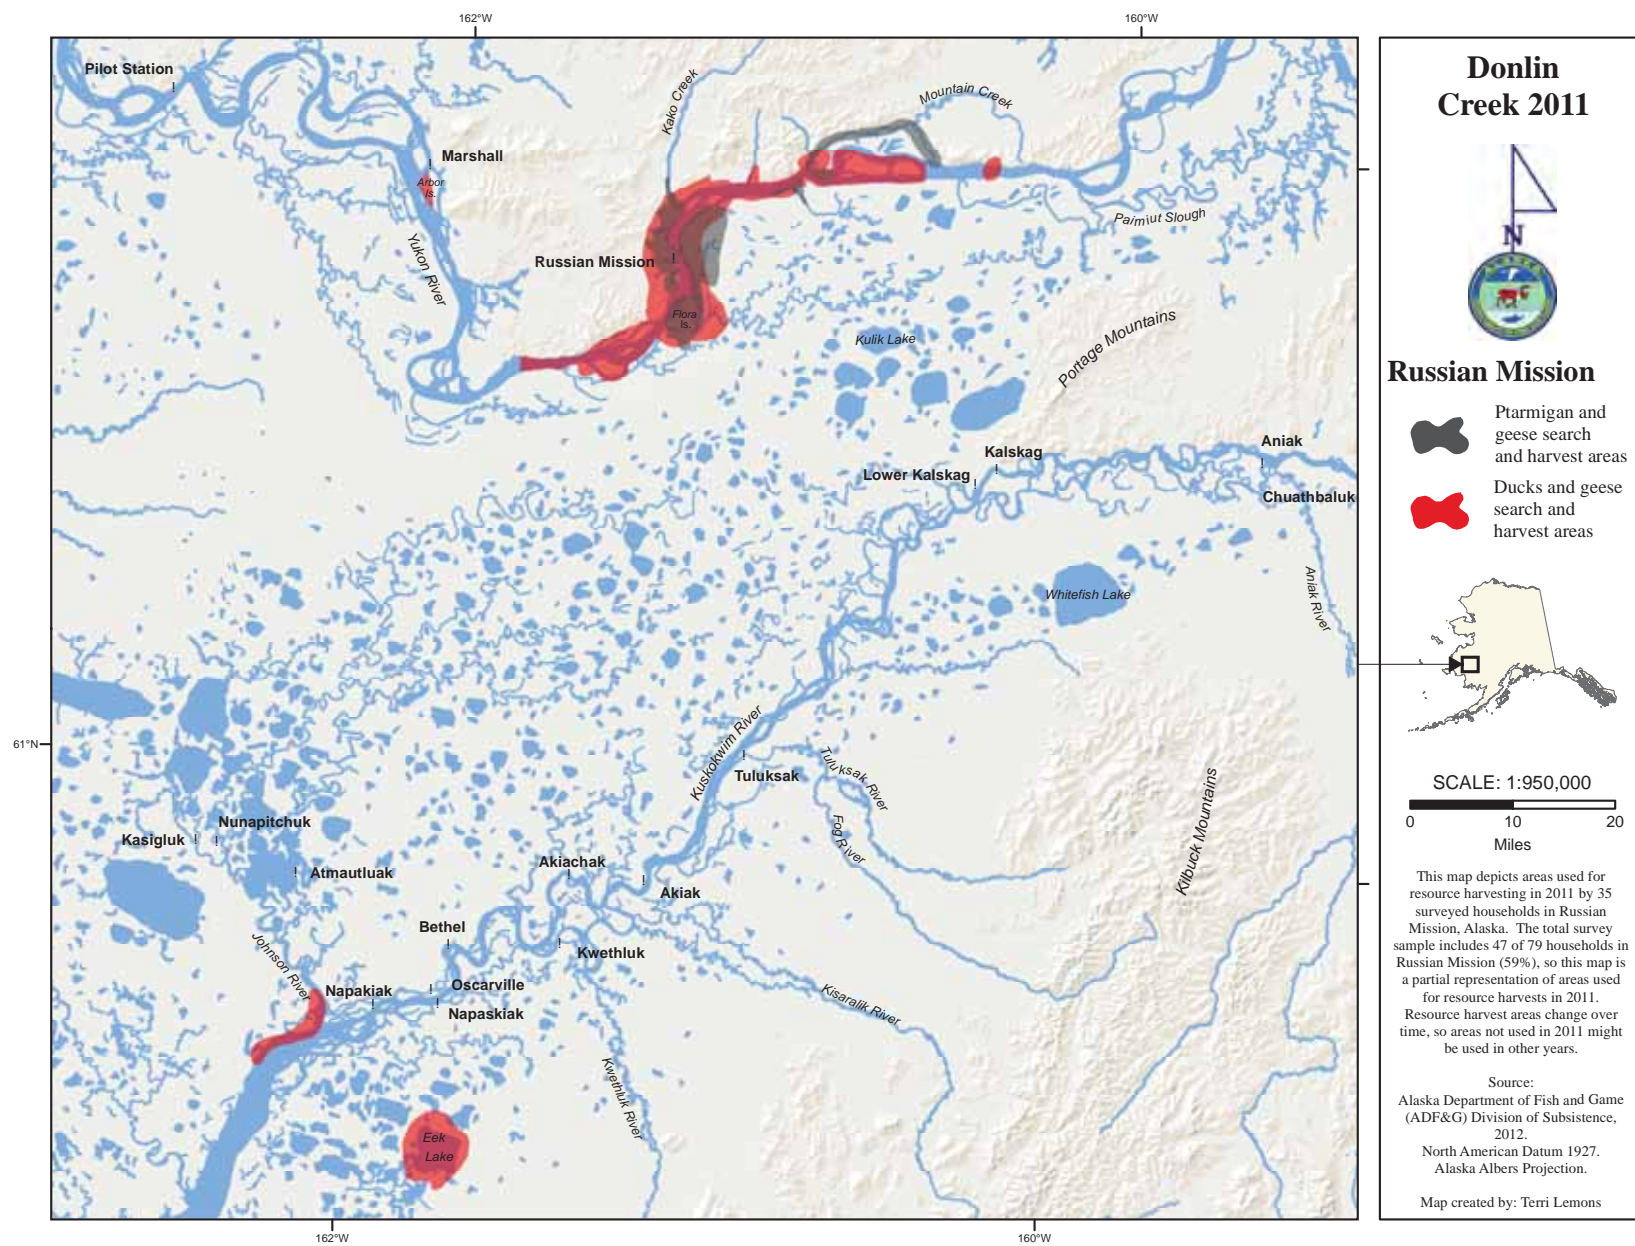 162°W
160°W
Pilot Station
Marshall
Arbor
Is.
Yukon River
Kako Creek
Mountain Creek
Paimiut Slough
Russian Mission
Flora
Is.
Kulik Lake
Portage Mountains
Kalskag
Lower Kalskag
Aniak
Chuathbaluk
Aniak River
Whitefish Lake
61°N
Kuskokwim River
Tuluksak
Tuluksak River
Fog River
Kilbuck Mountains
Nunapitchuk
Kasigluk
Atmautluak
Akiachak
Akiak
Bethel
Kwethluk
Johnson River
Napakiak
Oscarville
Napaskiak
Kisaralik River
Kwethluk River
Eek
Lake
162°W
160°W
Donlin
Creek 2011
N
Russian Mission
Ptarmigan and
geese search
and harvest areas
Ducks and geese
search and
harvest areas
SCALE: 1:950,000
0 10 20
Miles
This map depicts areas used for
resource harvesting in 2011 by 35
surveyed households in Russian
Mission, Alaska. The total survey
sample includes 47 of 79 households in
Russian Mission (59%), so this map is
a partial representation of areas used
for resource harvests in 2011.
Resource harvest areas change over
time, so areas not used in 2011 might
be used in other years.
Source:
Alaska Department of Fish and Game
(ADF&G) Division of Subsistence,
2012.
North American Datum 1927.
Alaska Albers Projection.
Map created by: Terri Lemons